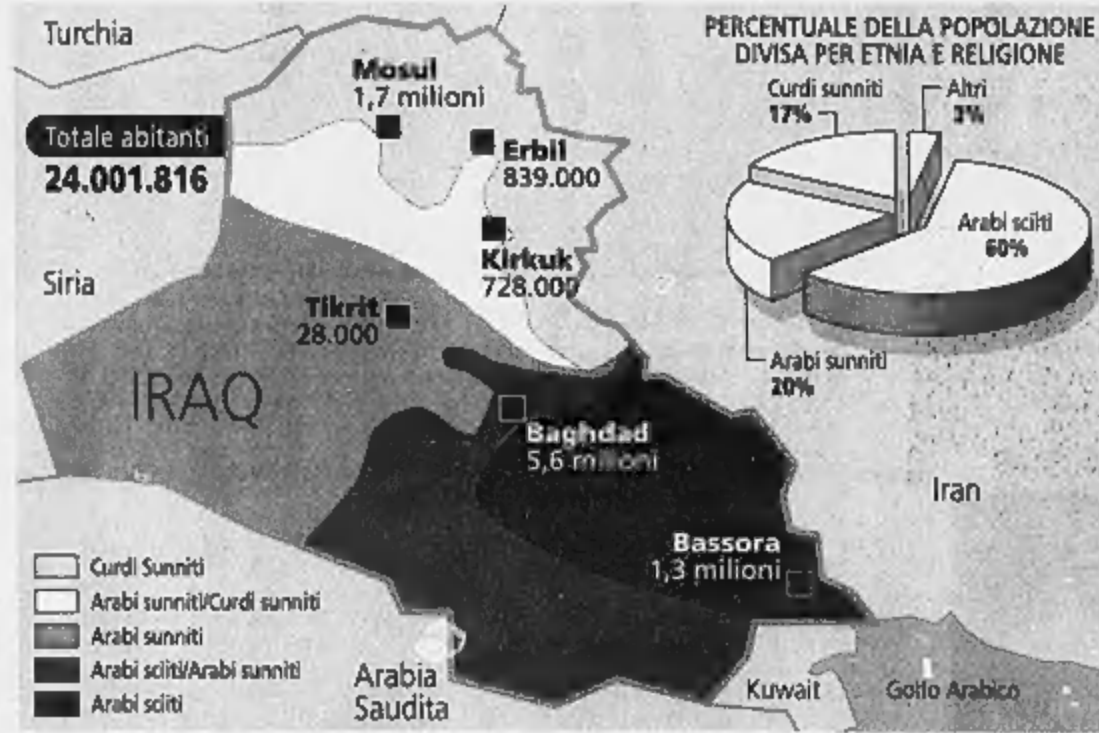 Turchia
Mosul
1,7 milioni
Totale abitanti
24.001.816
Erbil
839.000
Siria
Kirkuk
728.000
Tikrit
28.000
IRAQ
Baghdad
5,6 milioni
Iran
Bassora
1,3 milioni
Arabia
Saudita
Kuwait
Golfo Arabico
PERCENTUALE DELLA POPOLAZIONE
DIVISA PER ETNIA E RELIGIONE
Curdi sunniti
17%
Altri
3%
Arabi sciiti
60%
Arabi sunniti
20%
Curdi Sunniti
Arabi sunniti/Curdi sunniti
Arabi sunniti
Arabi sciiti/Arabi sunniti
Arabi sciiti